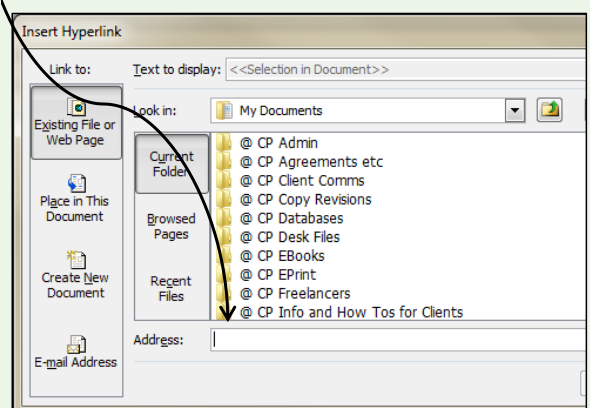 Insert Hyperlink
Link to:
Text to display: <<Selection in Document>>
Existing File or
Web Page
Look in:
My Documents
Current
Folder
@ CP Admin
@ CP Agreements etc
@ CP Client Comms
@ CP Copy Revisions
@ CP Databases
@ CP Desk Files
@ CP EBooks
@ CP EPrint
@ CP Freelancers
@ CP Info and How Tos for Clients
Place in This
Document
Browsed
Pages
Create New
Document
Recent
Files
Address:
E-mail Address